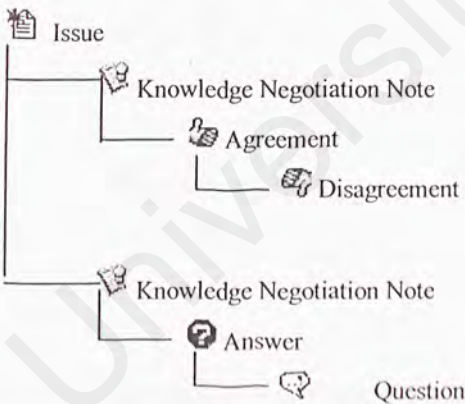 Issue
Knowledge Negotiation Note
Agreement
Disagreement
Knowledge Negotiation Note
Answer
Question